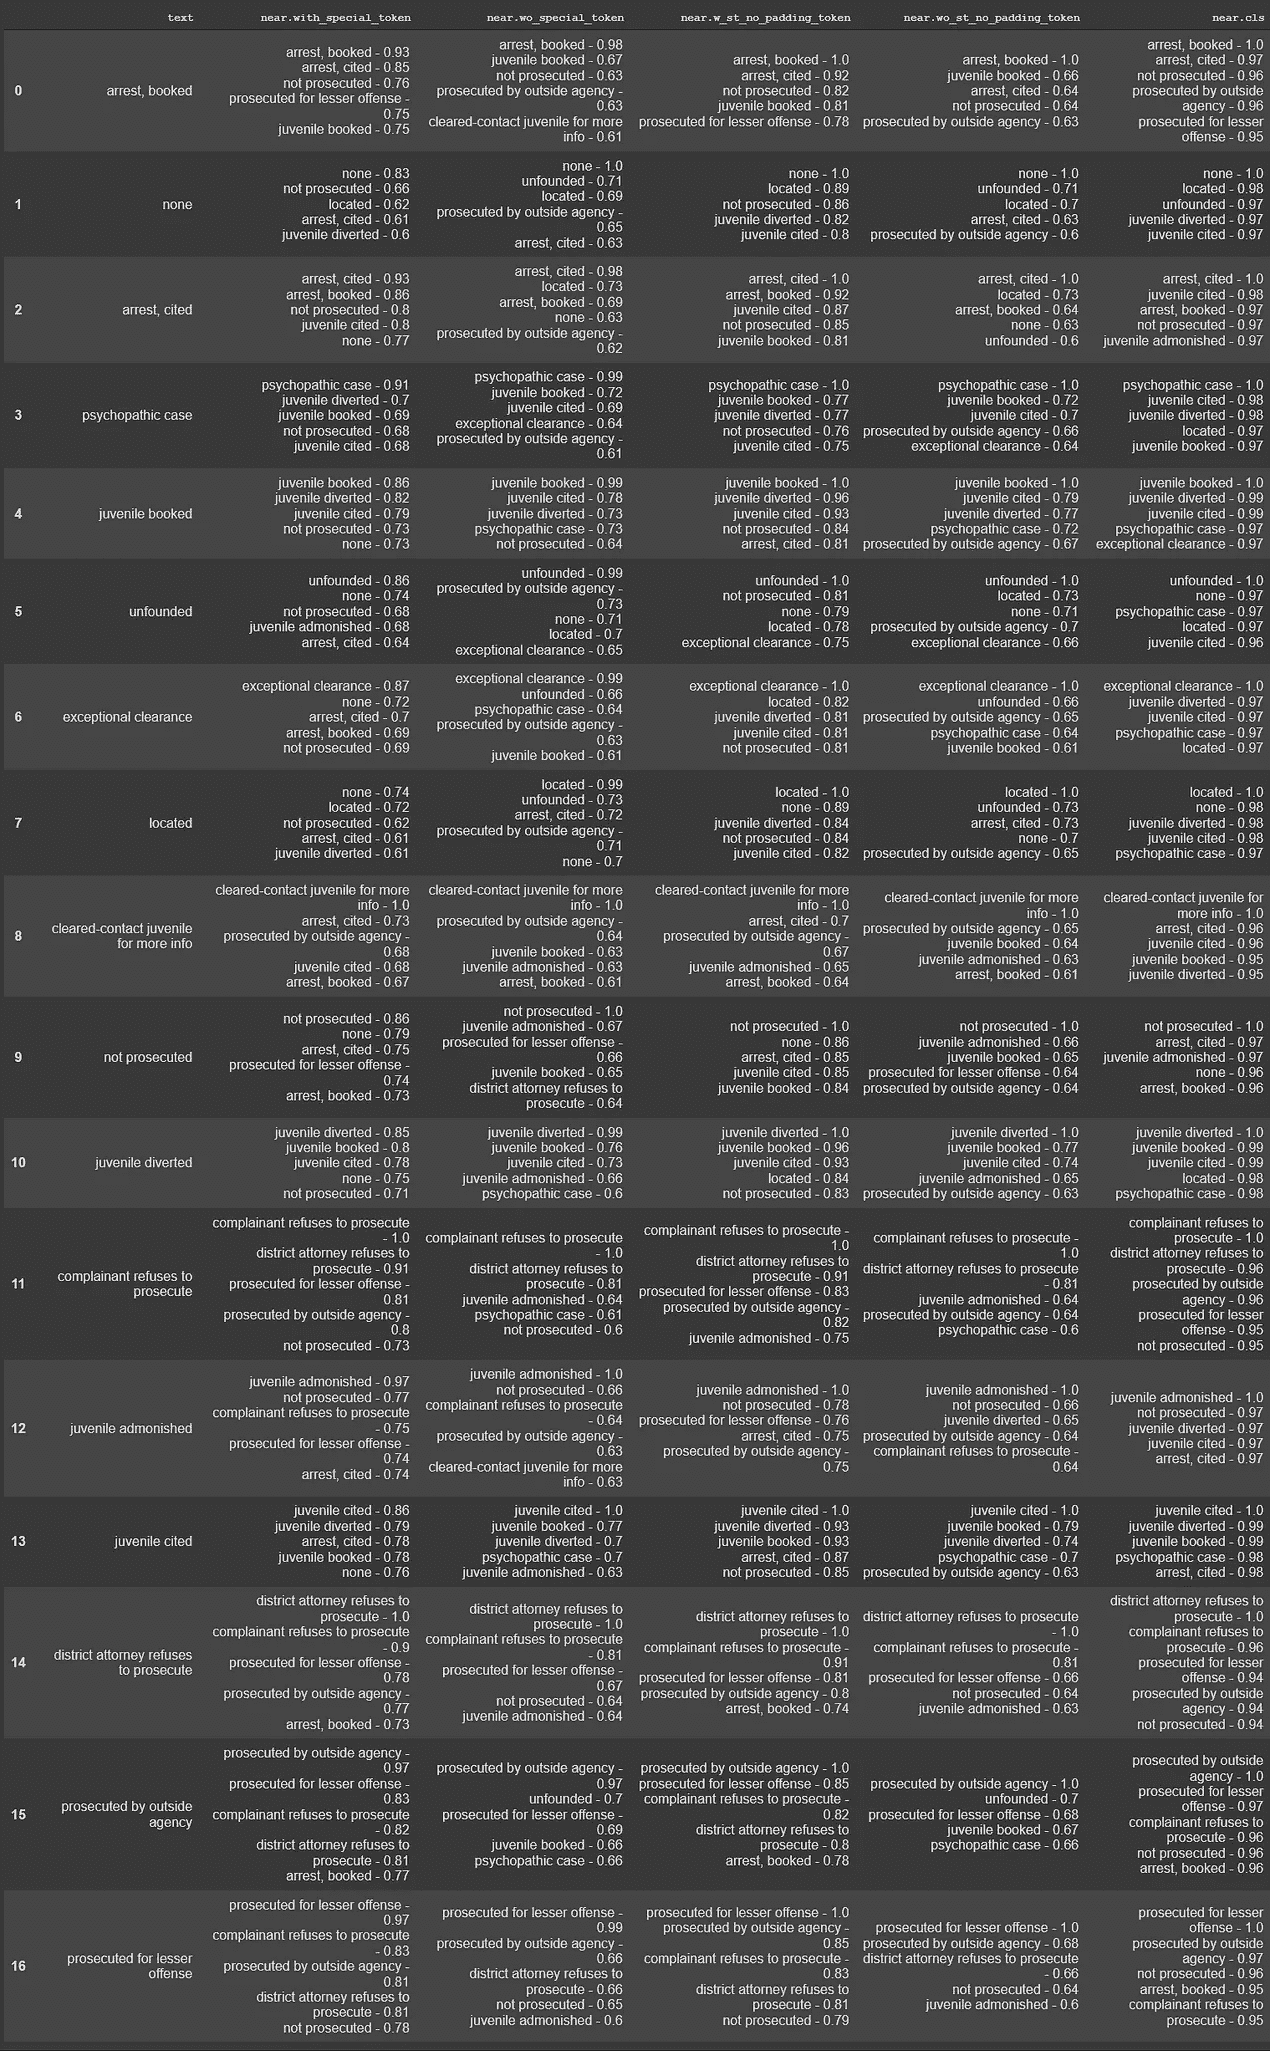 text near.with_special_token near.wo_special_token near.w_st_no_padding_token near.wo_st_no_padding_token near.cls
0
arrest, booked
arrest, booked - 0.93
arrest, cited - 0.85
not prosecuted - 0.76
prosecuted for lesser offense -
0.75
juvenile booked - 0.75
arrest, booked - 0.98
juvenile booked - 0.67
not prosecuted - 0.63
prosecuted by outside agency -
0.63
cleared-contact juvenile for more
info - 0.61
arrest, booked - 1.0
arrest, cited - 0.92
not prosecuted - 0.82
juvenile booked - 0.81
prosecuted for lesser offense - 0.78
arrest, booked - 1.0
juvenile booked - 0.66
arrest, cited - 0.64
not prosecuted - 0.64
prosecuted by outside agency - 0.63
arrest, booked - 1.0
arrest, cited - 0.97
not prosecuted - 0.96
prosecuted by outside
agency - 0.96
prosecuted for lesser
offense - 0.95
1
none
none - 0.83
not prosecuted - 0.66
located - 0.62
arrest, cited - 0.61
juvenile diverted - 0.6
none - 1.0
unfounded - 0.71
located - 0.69
prosecuted by outside agency -
0.65
arrest, cited - 0.63
none - 1.0
located - 0.89
not prosecuted - 0.86
juvenile diverted - 0.82
juvenile cited - 0.8
none - 1.0
unfounded - 0.71
located - 0.7
arrest, cited - 0.63
prosecuted by outside agency - 0.6
none - 1.0
located - 0.98
unfounded - 0.97
juvenile diverted - 0.97
juvenile cited - 0.97
2
arrest, cited
arrest, cited - 0.93
arrest, booked - 0.86
not prosecuted - 0.8
juvenile cited - 0.8
none - 0.77
arrest, cited - 0.98
located - 0.73
arrest, booked - 0.69
none - 0.63
prosecuted by outside agency -
0.62
arrest, cited - 1.0
arrest, booked - 0.92
juvenile cited - 0.87
not prosecuted - 0.85
juvenile booked - 0.81
arrest, cited - 1.0
located - 0.73
arrest, booked - 0.64
none - 0.63
unfounded - 0.6
arrest, cited - 1.0
juvenile cited - 0.98
arrest, booked - 0.97
not prosecuted - 0.97
juvenile admonished - 0.97
3
psychopathic case
psychopathic case - 0.91
juvenile diverted - 0.7
juvenile booked - 0.69
not prosecuted - 0.68
juvenile cited - 0.68
psychopathic case - 0.99
juvenile booked - 0.72
juvenile cited - 0.69
exceptional clearance - 0.64
prosecuted by outside agency -
0.61
psychopathic case - 1.0
juvenile booked - 0.77
juvenile diverted - 0.77
not prosecuted - 0.76
juvenile cited - 0.75
psychopathic case - 1.0
juvenile booked - 0.72
juvenile cited - 0.7
prosecuted by outside agency - 0.66
exceptional clearance - 0.64
psychopathic case - 1.0
juvenile cited - 0.98
juvenile diverted - 0.98
located - 0.97
juvenile booked - 0.97
4
juvenile booked
juvenile booked - 0.86
juvenile diverted - 0.82
juvenile cited - 0.79
not prosecuted - 0.73
none - 0.73
juvenile booked - 0.99
juvenile cited - 0.78
juvenile diverted - 0.73
psychopathic case - 0.73
not prosecuted - 0.64
juvenile booked - 1.0
juvenile diverted - 0.96
juvenile cited - 0.93
not prosecuted - 0.84
arrest, cited - 0.81
juvenile booked - 1.0
juvenile cited - 0.79
juvenile diverted - 0.77
psychopathic case - 0.72
prosecuted by outside agency - 0.67
juvenile booked - 1.0
juvenile diverted - 0.99
juvenile cited - 0.99
psychopathic case - 0.97
exceptional clearance - 0.97
5
unfounded
unfounded - 0.86
none - 0.74
not prosecuted - 0.68
juvenile admonished - 0.68
arrest, cited - 0.64
unfounded - 0.99
prosecuted by outside agency -
0.73
none - 0.71
located - 0.7
exceptional clearance - 0.65
unfounded - 1.0
not prosecuted - 0.81
none - 0.79
located - 0.78
exceptional clearance - 0.75
unfounded - 1.0
located - 0.73
none - 0.71
prosecuted by outside agency - 0.7
exceptional clearance - 0.66
unfounded - 1.0
none - 0.97
psychopathic case - 0.97
located - 0.97
juvenile cited - 0.96
6
exceptional clearance
exceptional clearance - 0.87
none - 0.72
arrest, cited - 0.7
arrest, booked - 0.69
not prosecuted - 0.69
exceptional clearance - 0.99
unfounded - 0.66
psychopathic case - 0.64
prosecuted by outside agency -
0.63
juvenile booked - 0.61
exceptional clearance - 1.0
located - 0.82
juvenile diverted - 0.81
juvenile cited - 0.81
not prosecuted - 0.81
exceptional clearance - 1.0
unfounded - 0.66
prosecuted by outside agency - 0.65
psychopathic case - 0.64
juvenile booked - 0.61
exceptional clearance - 1.0
juvenile diverted - 0.97
juvenile cited - 0.97
psychopathic case - 0.97
located - 0.97
7
located
none - 0.74
located - 0.72
not prosecuted - 0.62
arrest, cited - 0.61
juvenile diverted - 0.61
located - 0.99
unfounded - 0.73
arrest, cited - 0.72
prosecuted by outside agency -
0.71
none - 0.7
located - 1.0
none - 0.89
juvenile diverted - 0.84
not prosecuted - 0.84
juvenile cited - 0.82
located - 1.0
unfounded - 0.73
arrest, cited - 0.73
none - 0.7
prosecuted by outside agency - 0.65
located - 1.0
none - 0.98
juvenile diverted - 0.98
juvenile cited - 0.98
psychopathic case - 0.97
8
cleared-contact juvenile
for more info
cleared-contact juvenile for more
info - 1.0
arrest, cited - 0.73
prosecuted by outside agency -
0.68
juvenile cited - 0.68
arrest, booked - 0.67
cleared-contact juvenile for more
info - 1.0
prosecuted by outside agency -
0.64
juvenile booked - 0.63
juvenile admonished - 0.63
arrest, booked - 0.61
cleared-contact juvenile for more
info - 1.0
arrest, cited - 0.7
prosecuted by outside agency -
0.67
juvenile admonished - 0.65
arrest, booked - 0.64
cleared-contact juvenile for more
info - 1.0
prosecuted by outside agency - 0.65
juvenile booked - 0.64
juvenile admonished - 0.63
arrest, booked - 0.61
cleared-contact juvenile for
more info - 1.0
arrest, cited - 0.96
juvenile cited - 0.96
juvenile booked - 0.95
juvenile diverted - 0.95
9
not prosecuted
not prosecuted - 0.86
none - 0.79
arrest, cited - 0.75
prosecuted for lesser offense -
0.74
arrest, booked - 0.73
not prosecuted - 1.0
juvenile admonished - 0.67
prosecuted for lesser offense -
0.66
juvenile booked - 0.65
district attorney refuses to
prosecute - 0.64
not prosecuted - 1.0
none - 0.86
arrest, cited - 0.85
juvenile cited - 0.85
juvenile booked - 0.84
not prosecuted - 1.0
juvenile admonished - 0.66
juvenile booked - 0.65
prosecuted for lesser offense - 0.64
prosecuted by outside agency - 0.64
not prosecuted - 1.0
arrest, cited - 0.97
juvenile admonished - 0.97
none - 0.96
arrest, booked - 0.96
10
juvenile diverted
juvenile diverted - 0.85
juvenile booked - 0.8
juvenile cited - 0.78
none - 0.75
not prosecuted - 0.71
juvenile diverted - 0.99
juvenile booked - 0.76
juvenile cited - 0.73
juvenile admonished - 0.66
psychopathic case - 0.6
juvenile diverted - 1.0
juvenile booked - 0.96
juvenile cited - 0.93
located - 0.84
not prosecuted - 0.83
juvenile diverted - 1.0
juvenile booked - 0.77
juvenile cited - 0.74
juvenile admonished - 0.65
prosecuted by outside agency - 0.63
juvenile diverted - 1.0
juvenile booked - 0.99
juvenile cited - 0.99
located - 0.98
psychopathic case - 0.98
11
complainant refuses to
prosecute
complainant refuses to prosecute
- 1.0
district attorney refuses to
prosecute - 0.91
prosecuted for lesser offense -
0.81
prosecuted by outside agency -
0.8
not prosecuted - 0.73
complainant refuses to prosecute
- 1.0
district attorney refuses to
prosecute - 0.81
juvenile admonished - 0.64
psychopathic case - 0.61
not prosecuted - 0.6
complainant refuses to prosecute -
1.0
district attorney refuses to
prosecute - 0.91
prosecuted for lesser offense - 0.83
prosecuted by outside agency -
0.82
juvenile admonished - 0.75
complainant refuses to prosecute -
1.0
district attorney refuses to prosecute
- 0.81
juvenile admonished - 0.64
prosecuted by outside agency - 0.64
psychopathic case - 0.6
complainant refuses to
prosecute - 1.0
district attorney refuses to
prosecute - 0.96
prosecuted by outside
agency - 0.96
prosecuted for lesser
offense - 0.95
not prosecuted - 0.95
12
juvenile admonished
juvenile admonished - 0.97
not prosecuted - 0.77
complainant refuses to prosecute
- 0.75
prosecuted for lesser offense -
0.74
arrest, cited - 0.74
juvenile admonished - 1.0
not prosecuted - 0.66
complainant refuses to prosecute
- 0.64
prosecuted by outside agency -
0.63
cleared-contact juvenile for more
info - 0.63
juvenile admonished - 1.0
not prosecuted - 0.78
prosecuted for lesser offense - 0.76
arrest, cited - 0.75
prosecuted by outside agency -
0.75
juvenile admonished - 1.0
not prosecuted - 0.66
juvenile diverted - 0.65
prosecuted by outside agency - 0.64
complainant refuses to prosecute -
0.64
juvenile admonished - 1.0
not prosecuted - 0.97
juvenile diverted - 0.97
juvenile cited - 0.97
arrest, cited - 0.97
13
juvenile cited
juvenile cited - 0.86
juvenile diverted - 0.79
arrest, cited - 0.78
juvenile booked - 0.78
none - 0.76
juvenile cited - 1.0
juvenile booked - 0.77
juvenile diverted - 0.7
psychopathic case - 0.7
juvenile admonished - 0.63
juvenile cited - 1.0
juvenile diverted - 0.93
juvenile booked - 0.93
arrest, cited - 0.87
not prosecuted - 0.85
juvenile cited - 1.0
juvenile booked - 0.79
juvenile diverted - 0.74
psychopathic case - 0.7
prosecuted by outside agency - 0.63
juvenile cited - 1.0
juvenile diverted - 0.99
juvenile booked - 0.99
psychopathic case - 0.98
arrest, cited - 0.98
14
district attorney refuses
to prosecute
district attorney refuses to
prosecute - 1.0
complainant refuses to prosecute
- 0.9
prosecuted for lesser offense -
0.78
prosecuted by outside agency -
0.77
arrest, booked - 0.73
district attorney refuses to
prosecute - 1.0
complainant refuses to prosecute
- 0.81
prosecuted for lesser offense -
0.67
not prosecuted - 0.64
juvenile admonished - 0.64
district attorney refuses to
prosecute - 1.0
complainant refuses to prosecute -
0.91
prosecuted for lesser offense - 0.81
prosecuted by outside agency - 0.8
arrest, booked - 0.74
district attorney refuses to prosecute
- 1.0
complainant refuses to prosecute -
0.81
prosecuted for lesser offense - 0.66
not prosecuted - 0.64
juvenile admonished - 0.63
district attorney refuses to
prosecute - 1.0
complainant refuses to
prosecute - 0.96
prosecuted for lesser
offense - 0.94
prosecuted by outside
agency - 0.94
not prosecuted - 0.94
15
prosecuted by outside
agency
prosecuted by outside agency -
0.97
prosecuted for lesser offense -
0.83
complainant refuses to prosecute
- 0.82
district attorney refuses to
prosecute - 0.81
arrest, booked - 0.77
prosecuted by outside agency -
0.97
unfounded - 0.7
prosecuted for lesser offense -
0.69
juvenile booked - 0.66
psychopathic case - 0.66
prosecuted by outside agency - 1.0
prosecuted for lesser offense - 0.85
complainant refuses to prosecute -
0.82
district attorney refuses to
prosecute - 0.8
arrest, booked - 0.78
prosecuted by outside agency - 1.0
unfounded - 0.7
prosecuted for lesser offense - 0.68
juvenile booked - 0.67
psychopathic case - 0.66
prosecuted by outside
agency - 1.0
prosecuted for lesser
offense - 0.97
complainant refuses to
prosecute - 0.96
not prosecuted - 0.96
arrest, booked - 0.96
16
prosecuted for lesser
offense
prosecuted for lesser offense -
0.97
complainant refuses to prosecute
- 0.83
prosecuted by outside agency -
0.81
district attorney refuses to
prosecute - 0.81
not prosecuted - 0.78
prosecuted for lesser offense -
0.99
prosecuted by outside agency -
0.66
district attorney refuses to
prosecute - 0.66
not prosecuted - 0.65
juvenile admonished - 0.6
prosecuted for lesser offense - 1.0
prosecuted by outside agency -
0.85
complainant refuses to prosecute -
0.83
district attorney refuses to
prosecute - 0.81
not prosecuted - 0.79
prosecuted for lesser offense - 1.0
prosecuted by outside agency - 0.68
district attorney refuses to prosecute
- 0.66
not prosecuted - 0.64
juvenile admonished - 0.6
prosecuted for lesser
offense - 1.0
prosecuted by outside
agency - 0.97
not prosecuted - 0.96
arrest, booked - 0.95
complainant refuses to
prosecute - 0.95